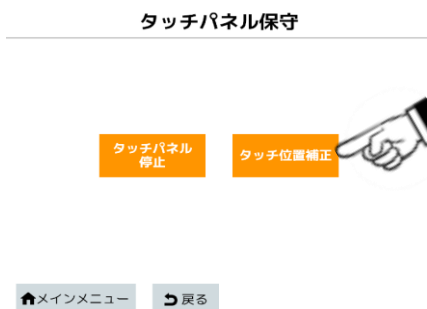 タッチパネル保守
タッチパネル
停止
タッチ位置補正
メインメニュー
戻る